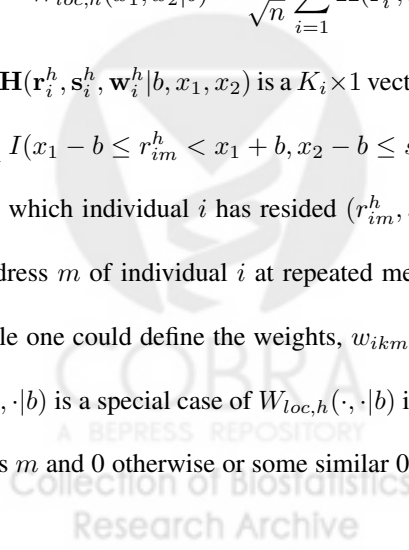 W_{loc,h}(x_1, x_2|b) \sqrt{n} \sum_{i=1}
H(r_i^h, s_i^h, w_i^h|b, x_1, x_2) is a K_i×1 vect
I(x_1 − b ≤ r_{im}^h < x_1 + b, x_2 − b ≤ s
which individual i has resided (r_{im}^h,
dress m of individual i at repeated me
le one could define the weights, w_{ikm}
, ·|b) is a special case of W_{loc,h}(·, ·|b) i
s m and 0 otherwise or some similar 0
COBRA
A BEPRESS REPOSITORY
Collection of Biostatistics
Research Archive